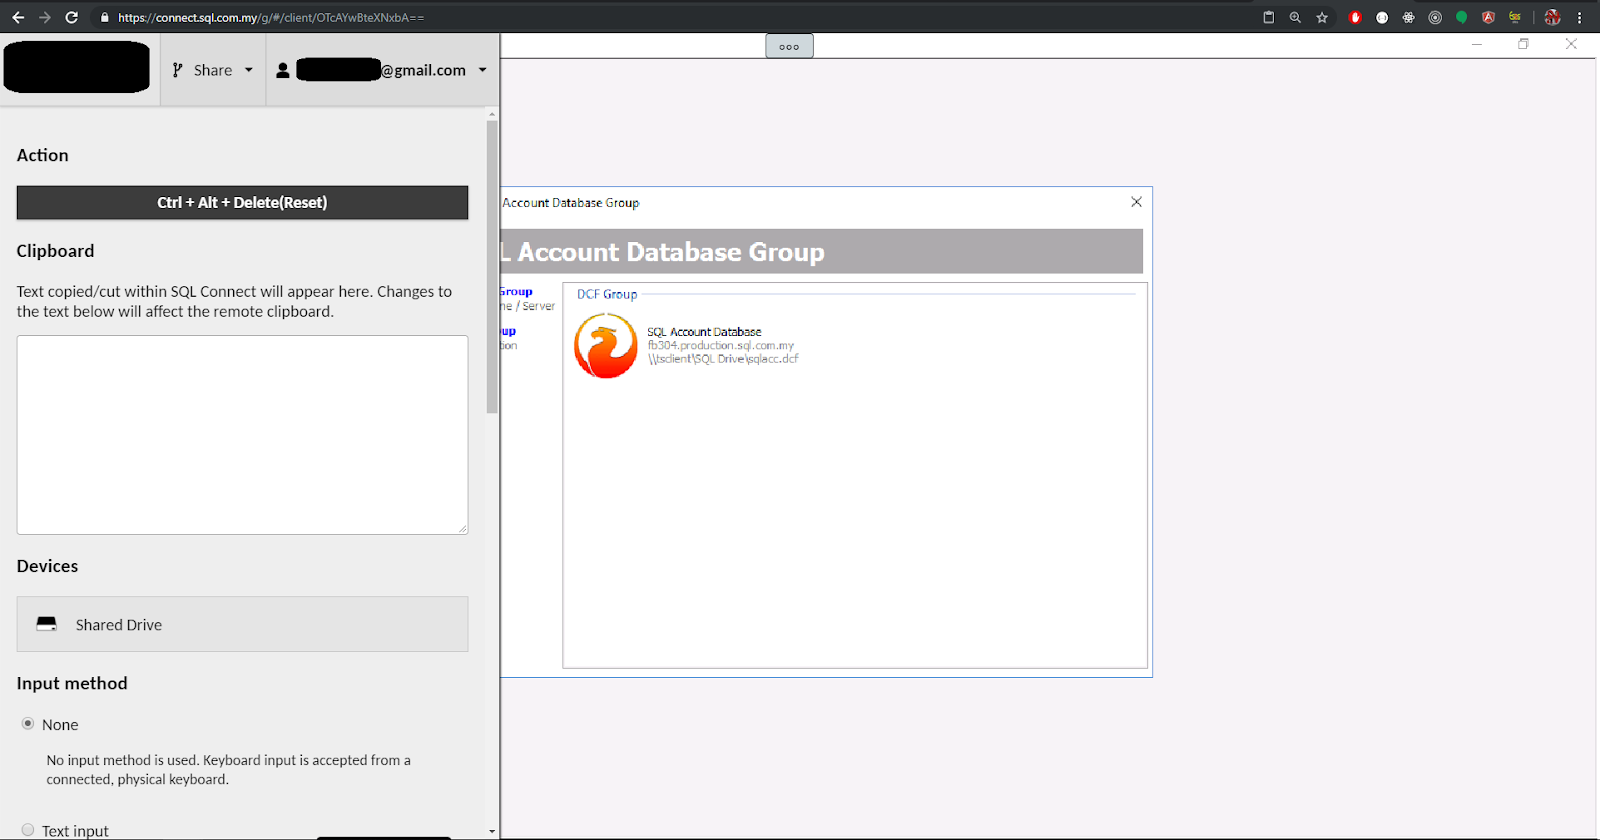 https://connect.sql.com.my/g/#/client/OTcAYwBteXNxbA==
Share
@gmail.com
Action
Ctrl + Alt + Delete(Reset)
Clipboard
Text copied/cut within SQL Connect will appear here. Changes to
the text below will affect the remote clipboard.
Devices
Shared Drive
Input method
None
No input method is used. Keyboard input is accepted from a
connected, physical keyboard.
Text input
Account Database Group
L Account Database Group
Group
ne / Server
up
tion
DCF Group
SQL Account Database
fb304.production.sql.com.my
\\tsclient\SQL Drive\sqlacc.dcf